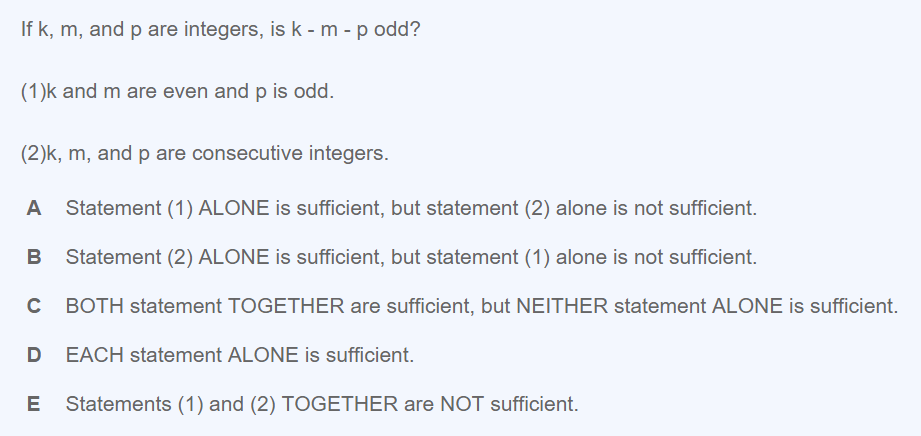 If k, m, and p are integers, is k - m - p odd?
(1)k and m are even and p is odd.
(2)k, m, and p are consecutive integers.
A Statement (1) ALONE is sufficient, but statement (2) alone is not sufficient.
B Statement (2) ALONE is sufficient, but statement (1) alone is not sufficient.
C BOTH statement TOGETHER are sufficient, but NEITHER statement ALONE is sufficient.
D EACH statement ALONE is sufficient.
E Statements (1) and (2) TOGETHER are NOT sufficient.